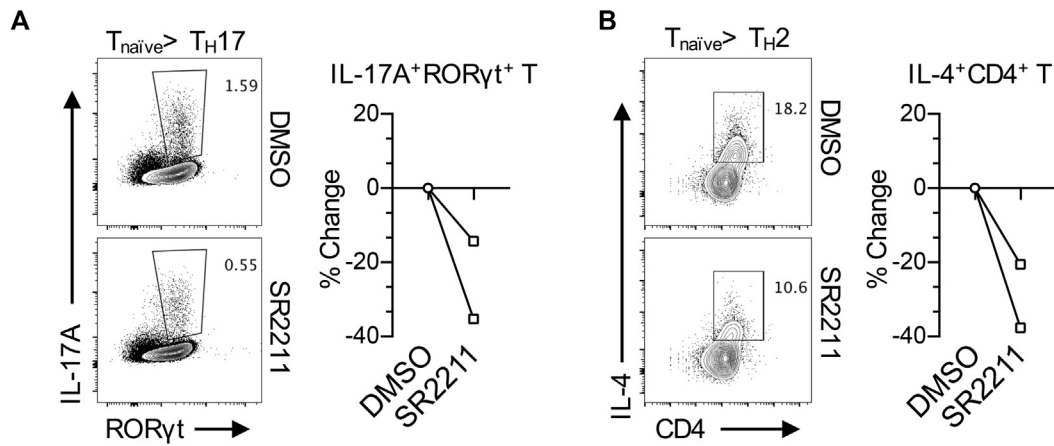 A
Tnaïve> TH17
1.59
DMSO
0.55
SR2211
IL-17A
RORγt
IL-17A+RORγt+ T
% Change
20
0
-20
-40
DMSO
SR2211
B
Tnaïve> TH2
18.2
DMSO
10.6
SR2211
IL-4
CD4
IL-4+CD4+ T
% Change
20
0
-20
-40
DMSO
SR2211